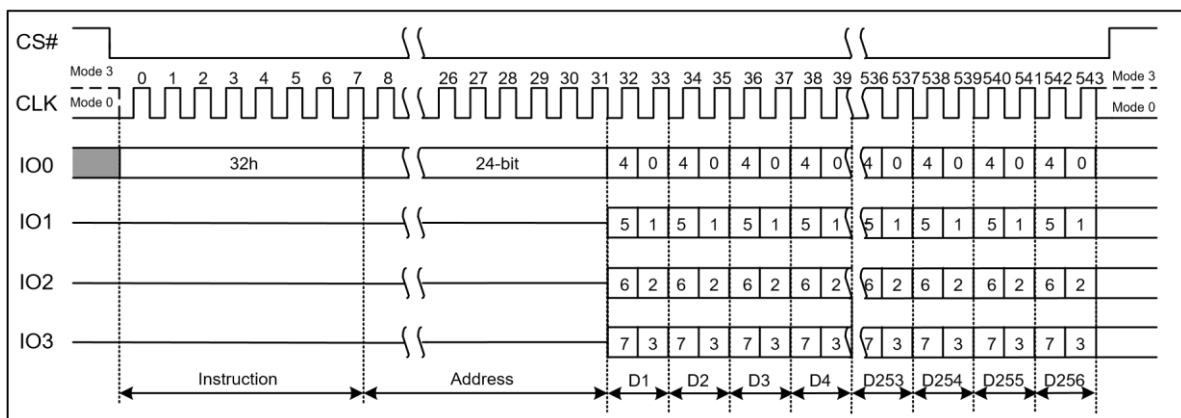 CS#
Mode 3 0 1 2 3 4 5 6 7 8 26 27 28 29 30 31 32 33 34 35 36 37 38 39 536 537 538 539 540 541 542 543 Mode 3
CLK Mode 0 Mode 0
IO0 32h 24-bit 4 0 4 0 4 0 4 0 4 0 4 0 4 0 4 0
IO1 5 1 5 1 5 1 5 1 5 1 5 1 5 1 5 1
IO2 6 2 6 2 6 2 6 2 6 2 6 2 6 2 6 2
IO3 7 3 7 3 7 3 7 3 7 3 7 3 7 3 7 3
Instruction Address D1 D2 D3 D4 D253 D254 D255 D256